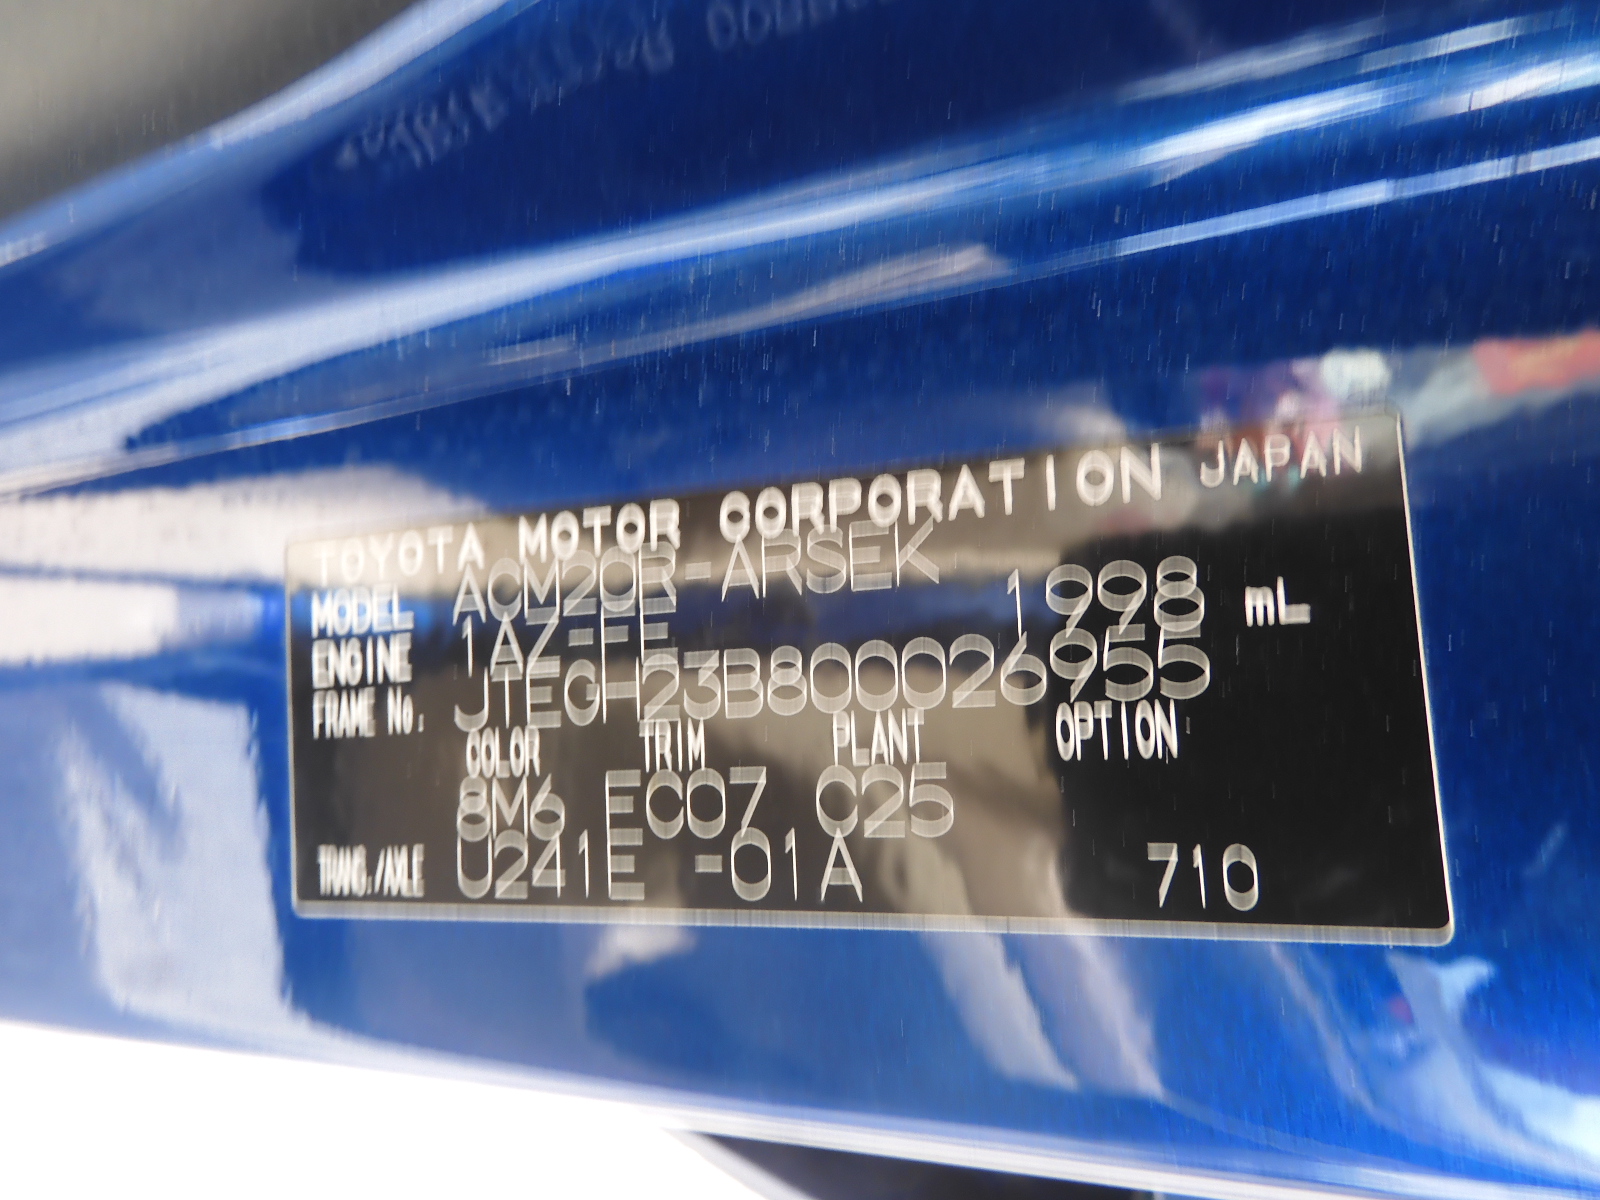 TOYOTA MOTOR CORPORATION JAPAN
MODEL ACM20R-ARSEK
ENGINE 1AZ-FE 1998 mL
FRAME No. JTEGH23B800026955
COLOR TRIM PLANT OPTION
8M6 EC07 C25
TRANS./AXLE U241E -01A 710